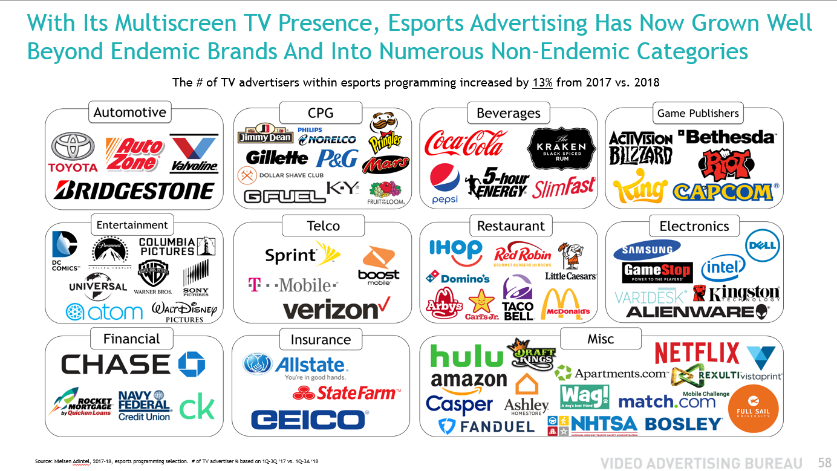 With Its Multiscreen TV Presence, Esports Advertising Has Now Grown Well
Beyond Endemic Brands And Into Numerous Non-Endemic Categories
The # of TV advertisers within esports programming increased by 13% from 2017 vs. 2018
Automotive
TOYOTA
Auto Zone
Valvoline
BRIDGESTONE
CPG
Jimmy Dean
PHILIPS
NORELCO
Pringles
Gillette
P&G
Mars
DOLLAR SHAVE CLUB
G FUEL
K-Y
FRUIT OF THE LOOM
Beverages
Coca-Cola
The
KRAKEN
BLACK SPICED
RUM
pepsi
5-hour
ENERGY
SlimFast
Game Publishers
ACTIVISION
BLIZZARD
Bethesda
RIOT
King
CAPCOM
Entertainment
DC
COMICS
Paramount
COLUMBIA
PICTURES
UNIVERSAL
WARNER BROS.
SONY
PICTURES
atom
WALT DISNEY
PICTURES
Telco
Sprint
boost
mobile
T-Mobile
verizon
Restaurant
IHOP
Red Robin
Little Caesars
Domino's
Arby's
Carl's Jr.
TACO
BELL
McDonald's
Electronics
SAMSUNG
DELL
GameStop
POWER TO THE PLAYERS
intel
VARIDESK
Kingston
TECHNOLOGY
ALIENWARE
Financial
CHASE
ROCKET
MORTGAGE
by Quicken Loans
NAVY
FEDERAL
Credit Union
ck
Insurance
Allstate
You're in good hands.
State Farm
GEICO
Misc
hulu
DRAFT
KINGS
NETFLIX
amazon
Apartments.com
REXULTI
vistaprint
Casper
Ashley
HOMESTORE
Wag!
Mobile Challenge
match.com
FULL SAIL
UNIVERSITY
FANDUEL
NHTSA
BOSLEY
Source: Nielsen AdIntel, 2017-18, esports programming selection. # of TV advertisers based on 1Q-3Q '17 vs. 1Q-3Q '18
VIDEO ADVERTISING BUREAU 58